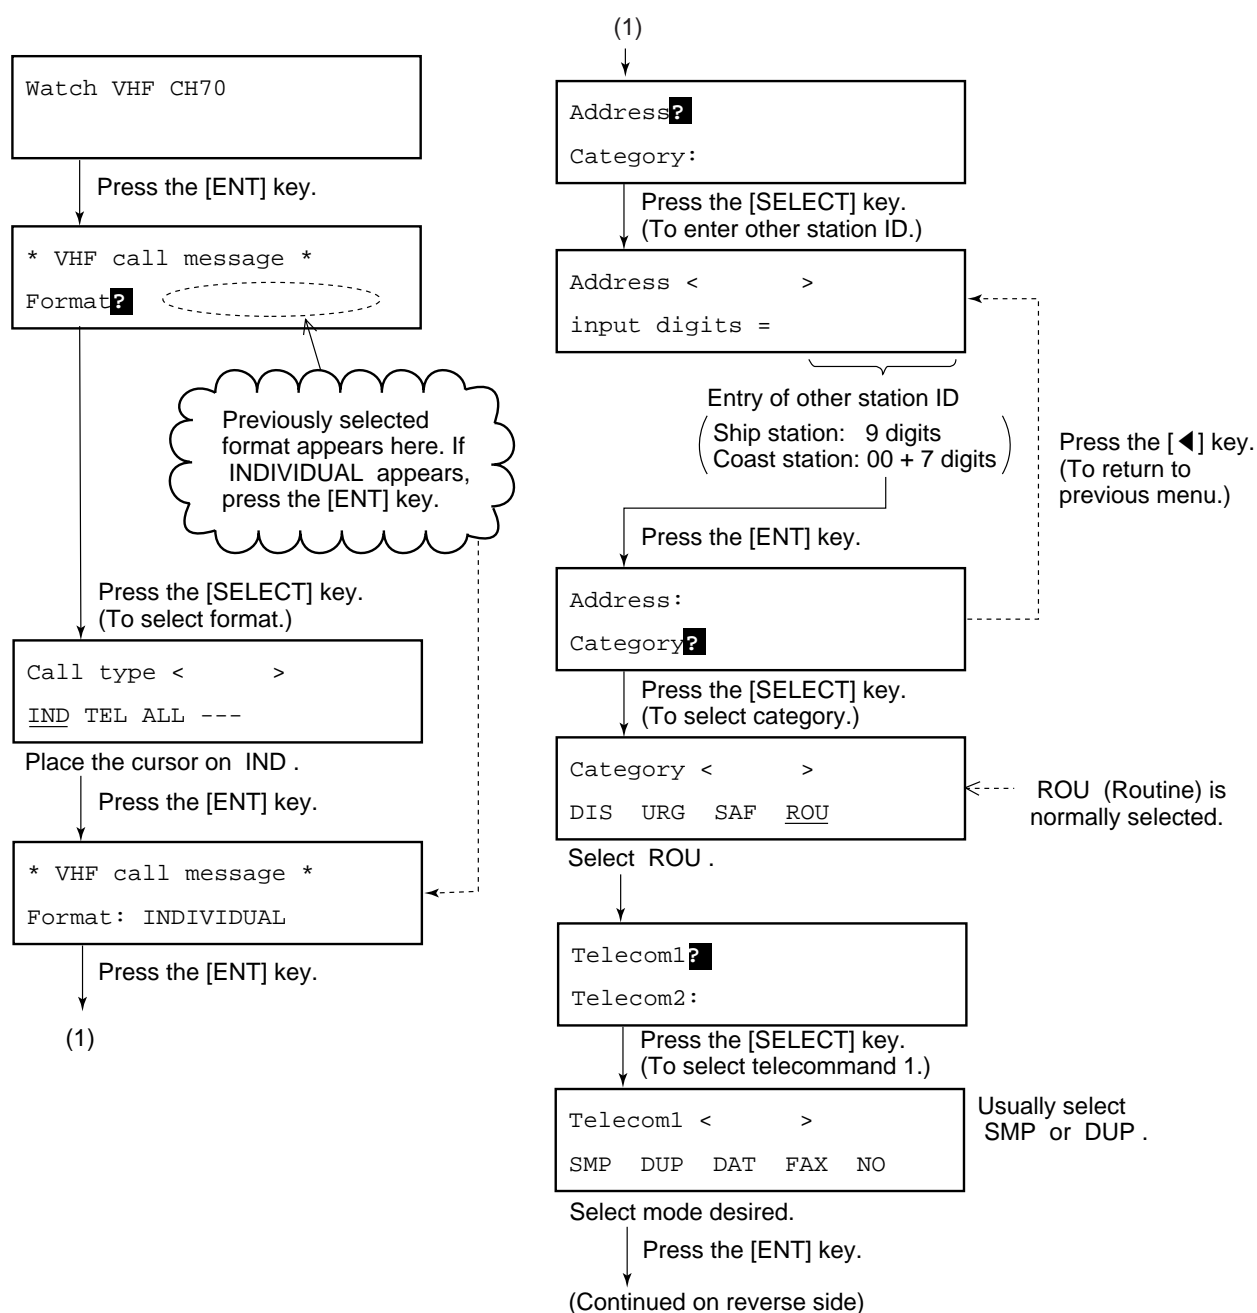 Watch VHF CH70
Press the [ENT] key.
* VHF call message *
Format?
Previously selected
format appears here. If
INDIVIDUAL appears,
press the [ENT] key.
Press the [SELECT] key.
(To select format.)
Call type < >
IND TEL ALL ---
Place the cursor on IND .
Press the [ENT] key.
* VHF call message *
Format: INDIVIDUAL
Press the [ENT] key.
(1)
(1)
Address?
Category:
Press the [SELECT] key.
(To enter other station ID.)
Address < >
input digits =
Entry of other station ID
Ship station: 9 digits
Coast station: 00 + 7 digits
Press the [◀] key.
(To return to
previous menu.)
Press the [ENT] key.
Address:
Category?
Press the [SELECT] key.
(To select category.)
Category < >
DIS URG SAF ROU
ROU (Routine) is
normally selected.
Select ROU .
Telecom1?
Telecom2:
Press the [SELECT] key.
(To select telecommand 1.)
Telecom1 < >
SMP DUP DAT FAX NO
Usually select
SMP or DUP .
Select mode desired.
Press the [ENT] key.
(Continued on reverse side)